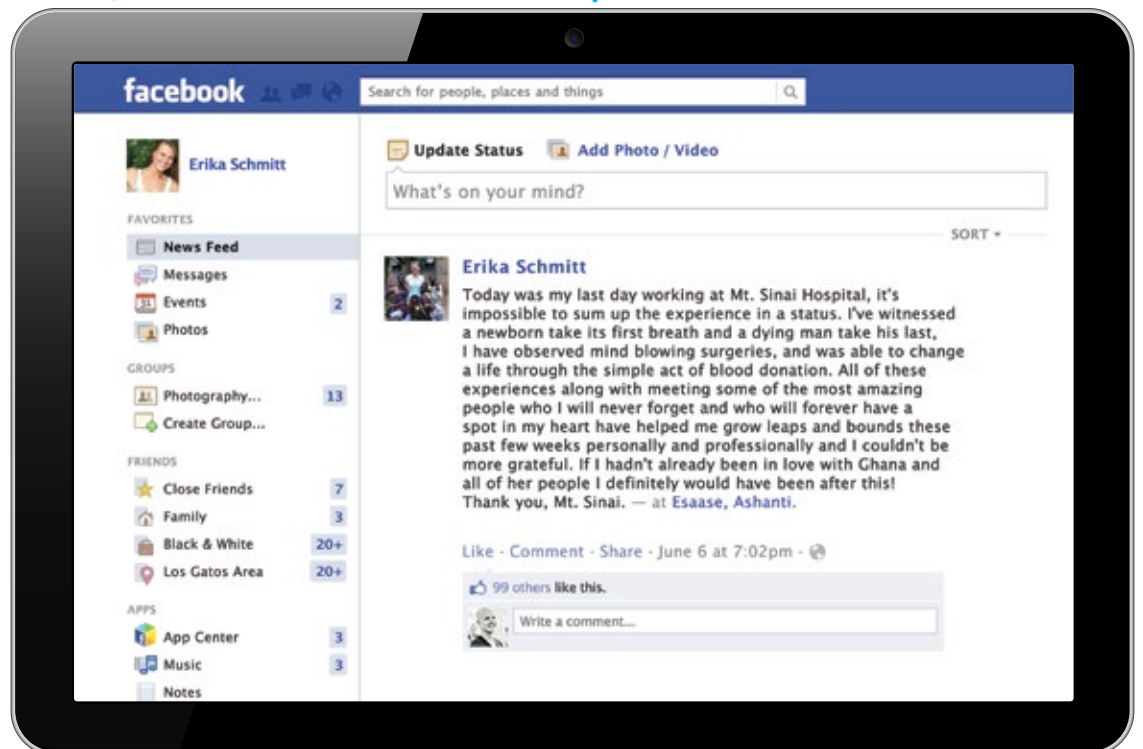 facebook
Search for people, places and things
Erika Schmitt
FAVORITES
News Feed
Messages
Events 2
Photos
GROUPS
Photography... 13
Create Group...
FRIENDS
Close Friends 7
Family 3
Black & White 20+
Los Gatos Area 20+
APPS
App Center 3
Music 3
Notes
Update Status Add Photo / Video
What's on your mind?
SORT
Erika Schmitt
Today was my last day working at Mt. Sinai Hospital, it's
impossible to sum up the experience in a status. I've witnessed
a newborn take its first breath and a dying man take his last,
I have observed mind blowing surgeries, and was able to change
a life through the simple act of blood donation. All of these
experiences along with meeting some of the most amazing
people who I will never forget and who will forever have a
spot in my heart have helped me grow leaps and bounds these
past few weeks personally and professionally and I couldn't be
more grateful. If I hadn't already been in love with Ghana and
all of her people I definitely would have been after this!
Thank you, Mt. Sinai. — at Esaase, Ashanti.
Like · Comment · Share · June 6 at 7:02pm ·
99 others like this.
Write a comment...